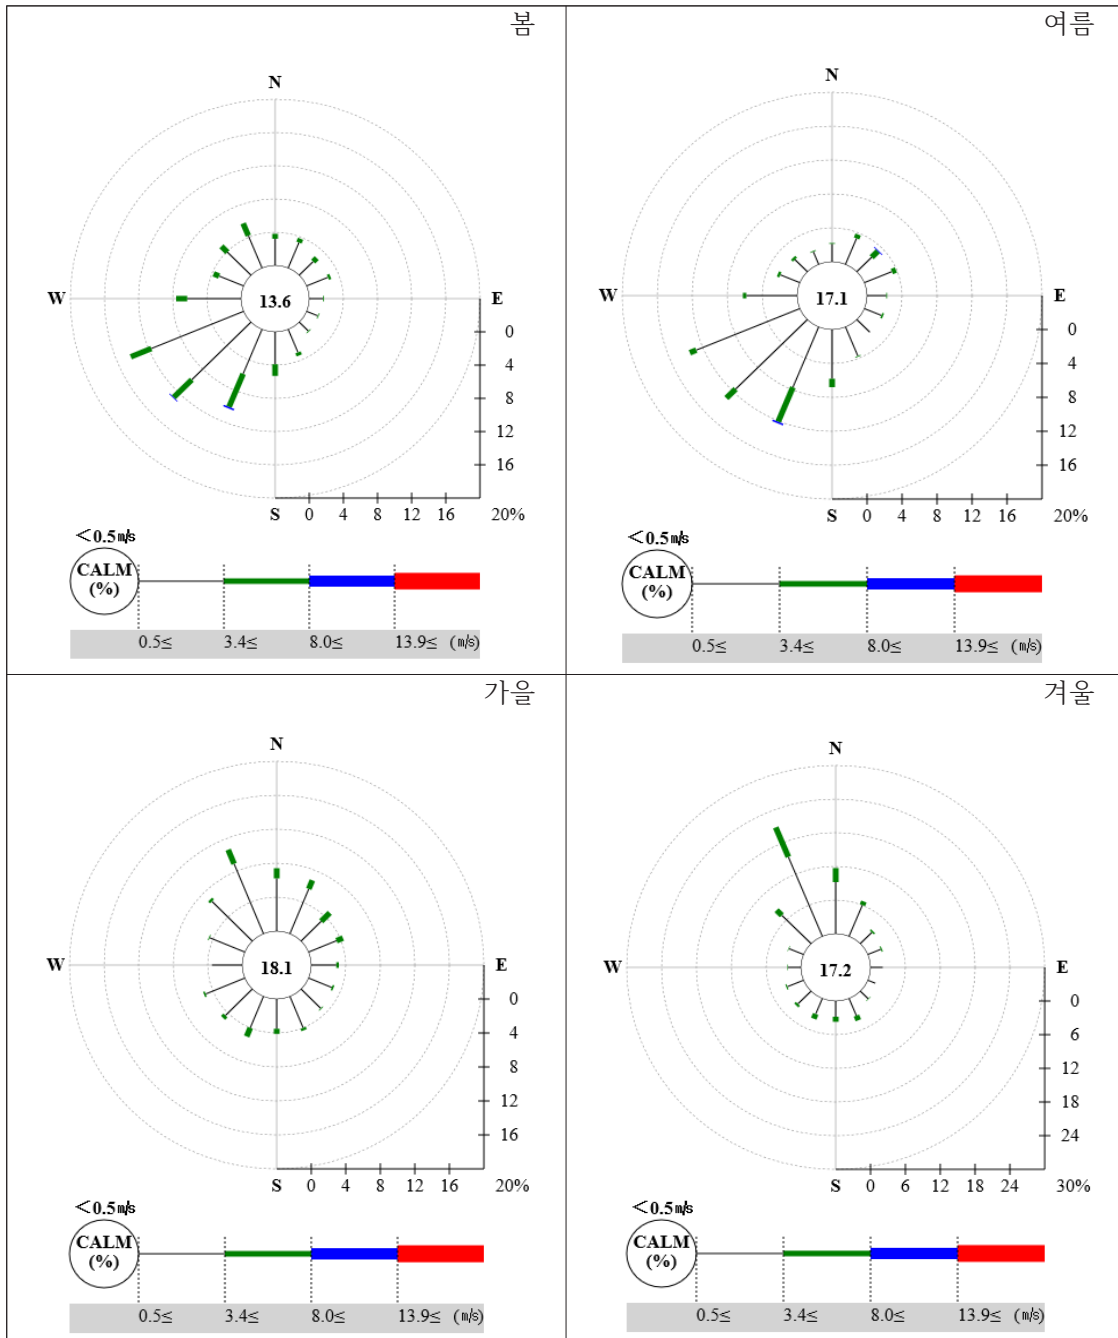 봄
N
W
13.6
E
0
4
8
12
16
S 0 4 8 12 16 20%
<0.5㎧
CALM
(%)
0.5≤ 3.4≤ 8.0≤ 13.9≤ (㎧)
여름
N
W
17.1
E
0
4
8
12
16
S 0 4 8 12 16 20%
<0.5㎧
CALM
(%)
0.5≤ 3.4≤ 8.0≤ 13.9≤ (㎧)
가을
N
W
18.1
E
0
4
8
12
16
S 0 4 8 12 16 20%
<0.5㎧
CALM
(%)
0.5≤ 3.4≤ 8.0≤ 13.9≤ (㎧)
겨울
N
17.2
E
0
6
12
18
24
S 0 6 12 18 24 30%
<0.5㎧
CALM
(%)
0.5≤ 3.4≤ 8.0≤ 13.9≤ (㎧)
W